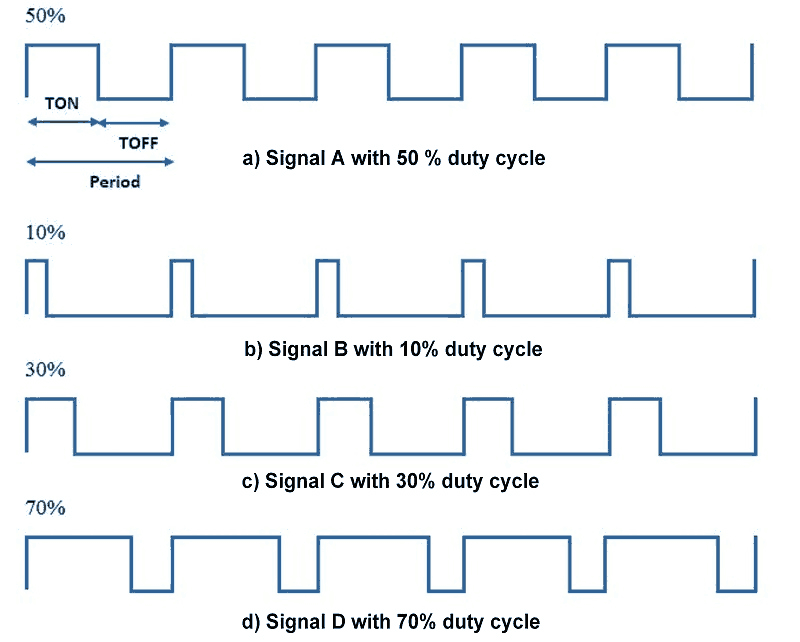 50%
TON
TOFF
Period
a) Signal A with 50 % duty cycle
10%
b) Signal B with 10% duty cycle
30%
c) Signal C with 30% duty cycle
70%
d) Signal D with 70% duty cycle